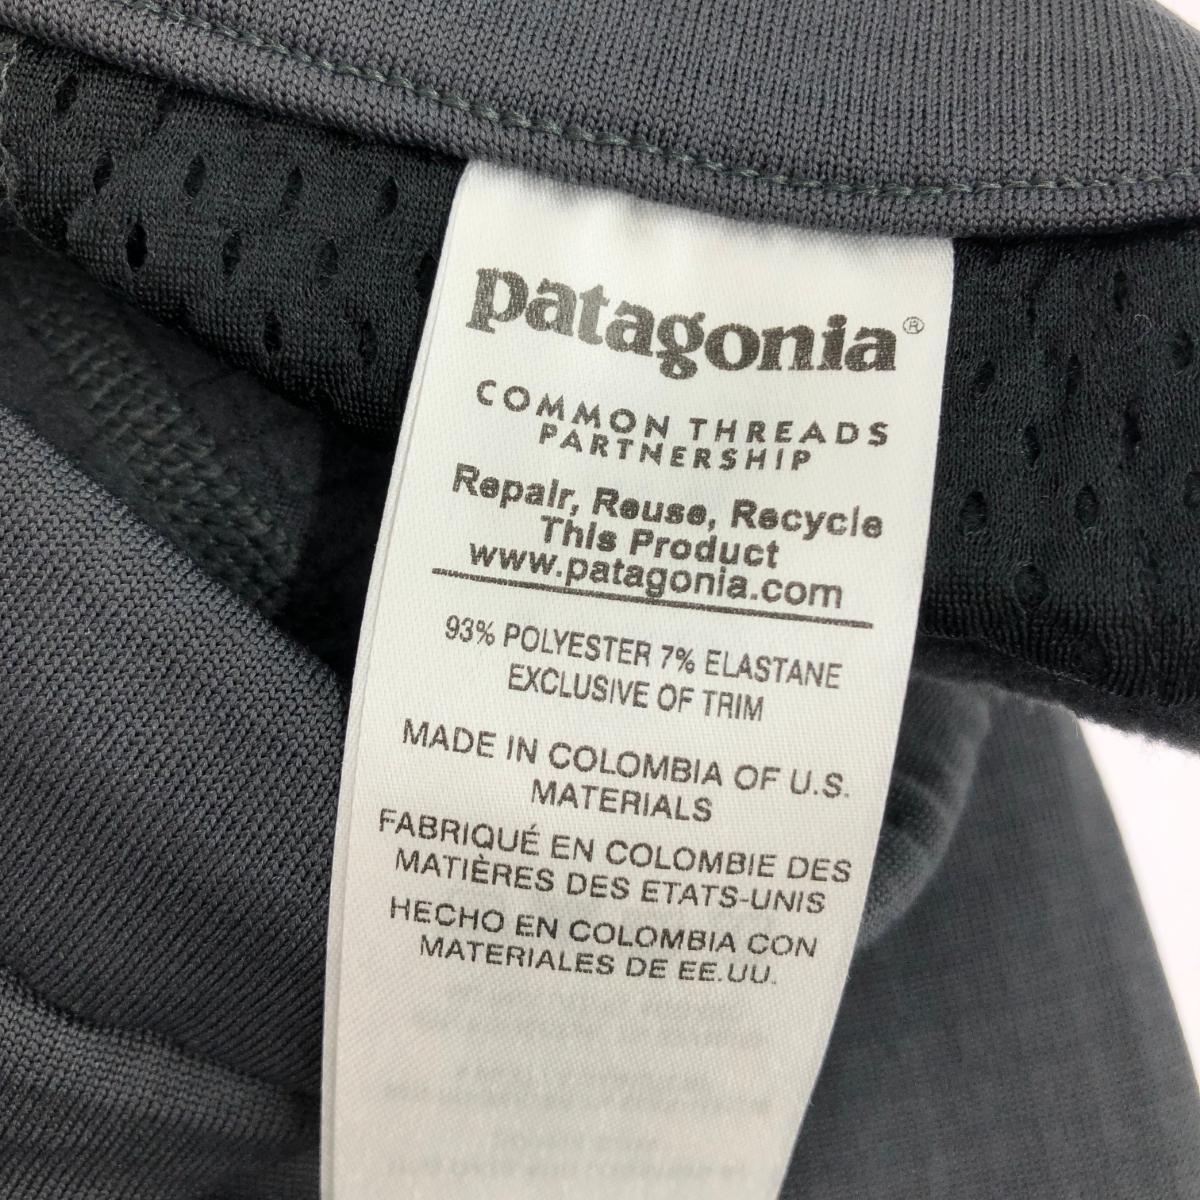 patagonia®
COMMON THREADS
PARTNERSHIP
Repair, Reuse, Recycle
This Product
www.patagonia.com
93% POLYESTER 7% ELASTANE
EXCLUSIVE OF TRIM
MADE IN COLOMBIA OF U.S.
MATERIALS
FABRIQUÉ EN COLOMBIE DES
MATIÈRES DES ETATS-UNIS
HECHO EN COLOMBIA CON
MATERIALES DE EE.UU.